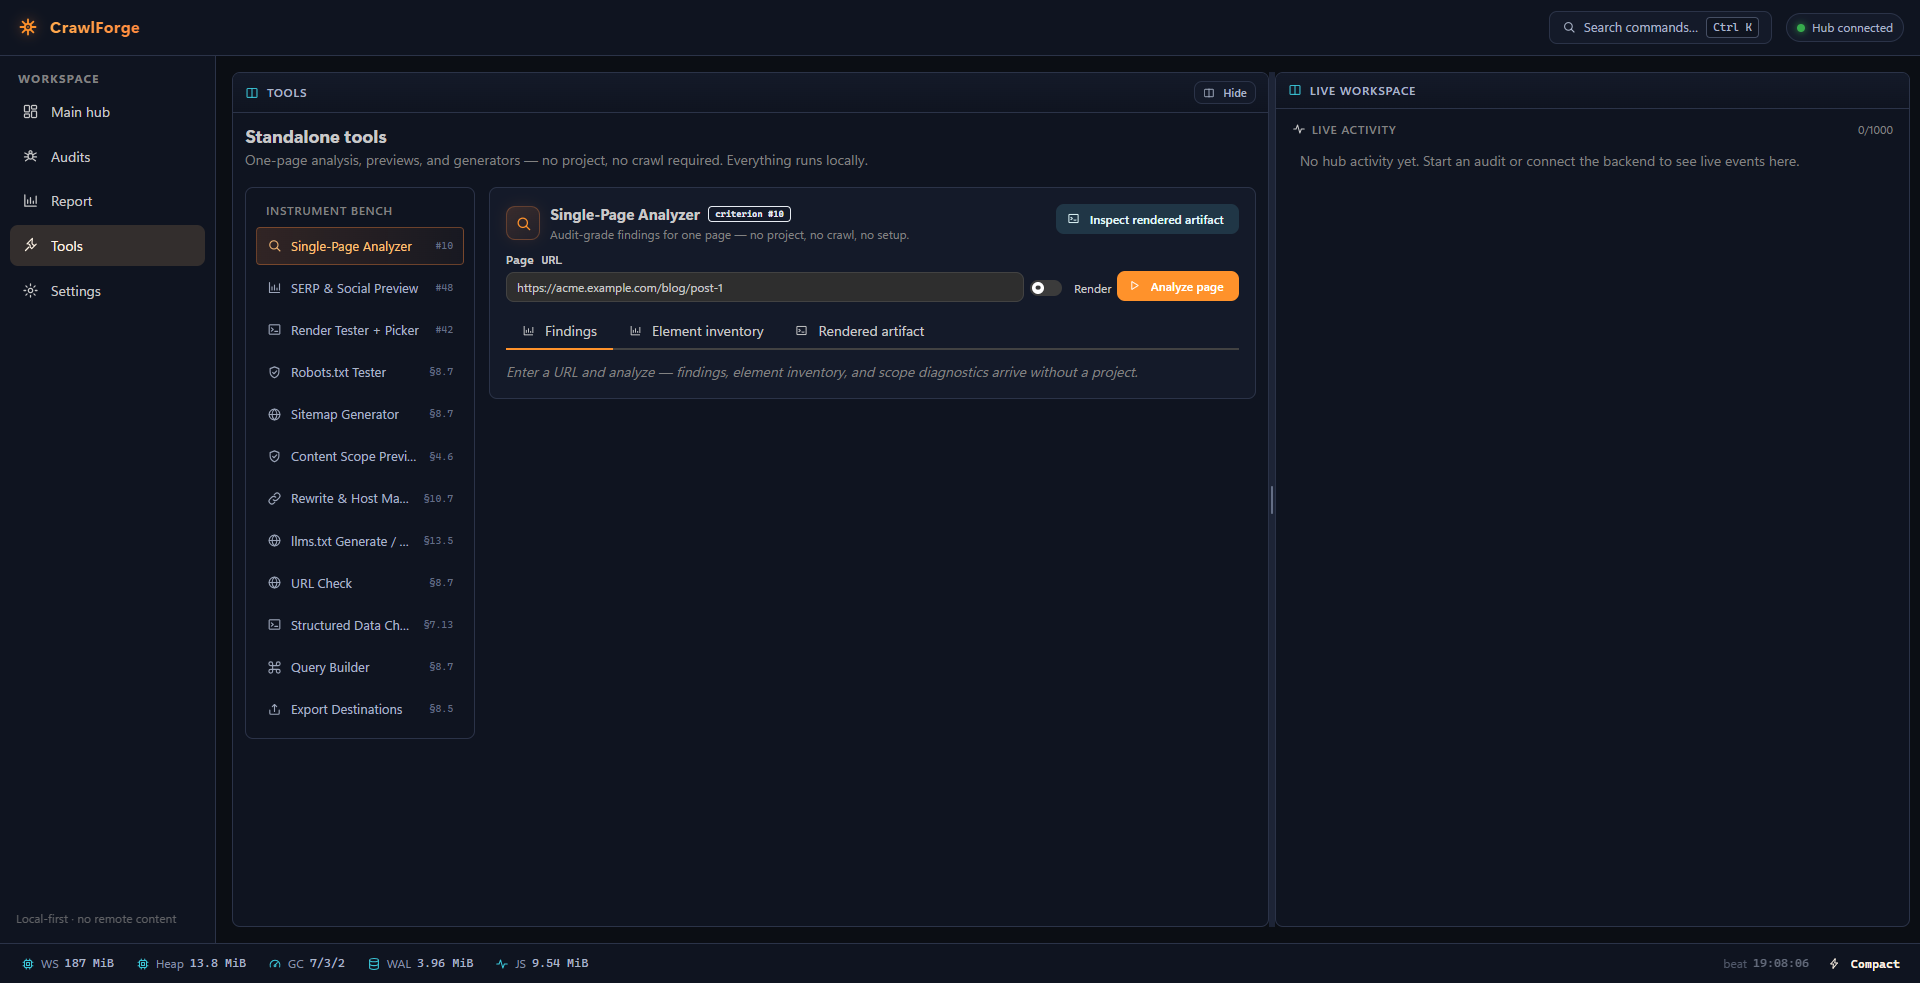 CrawlForge
Search commands... Ctrl K
Hub connected
WORKSPACE
Main hub
Audits
Report
Tools
Settings
Local-first · no remote content
TOOLS
Hide
Standalone tools
One-page analysis, previews, and generators — no project, no crawl required. Everything runs locally.
INSTRUMENT BENCH
Single-Page Analyzer #10
SERP & Social Preview #48
Render Tester + Picker #42
Robots.txt Tester §8.7
Sitemap Generator §8.7
Content Scope Previ... §4.6
Rewrite & Host Ma... §10.7
llms.txt Generate / ... §13.5
URL Check §8.7
Structured Data Ch... §7.13
Query Builder §8.7
Export Destinations §8.5
Single-Page Analyzer criterion #10
Audit-grade findings for one page — no project, no crawl, no setup.
Inspect rendered artifact
Page URL
https://acme.example.com/blog/post-1
Render
Analyze page
Findings
Element inventory
Rendered artifact
Enter a URL and analyze — findings, element inventory, and scope diagnostics arrive without a project.
LIVE WORKSPACE
LIVE ACTIVITY 0/1000
No hub activity yet. Start an audit or connect the backend to see live events here.
WS 187 MiB
Heap 13.8 MiB
GC 7/3/2
WAL 3.96 MiB
JS 9.54 MiB
beat 19:08:06
Compact